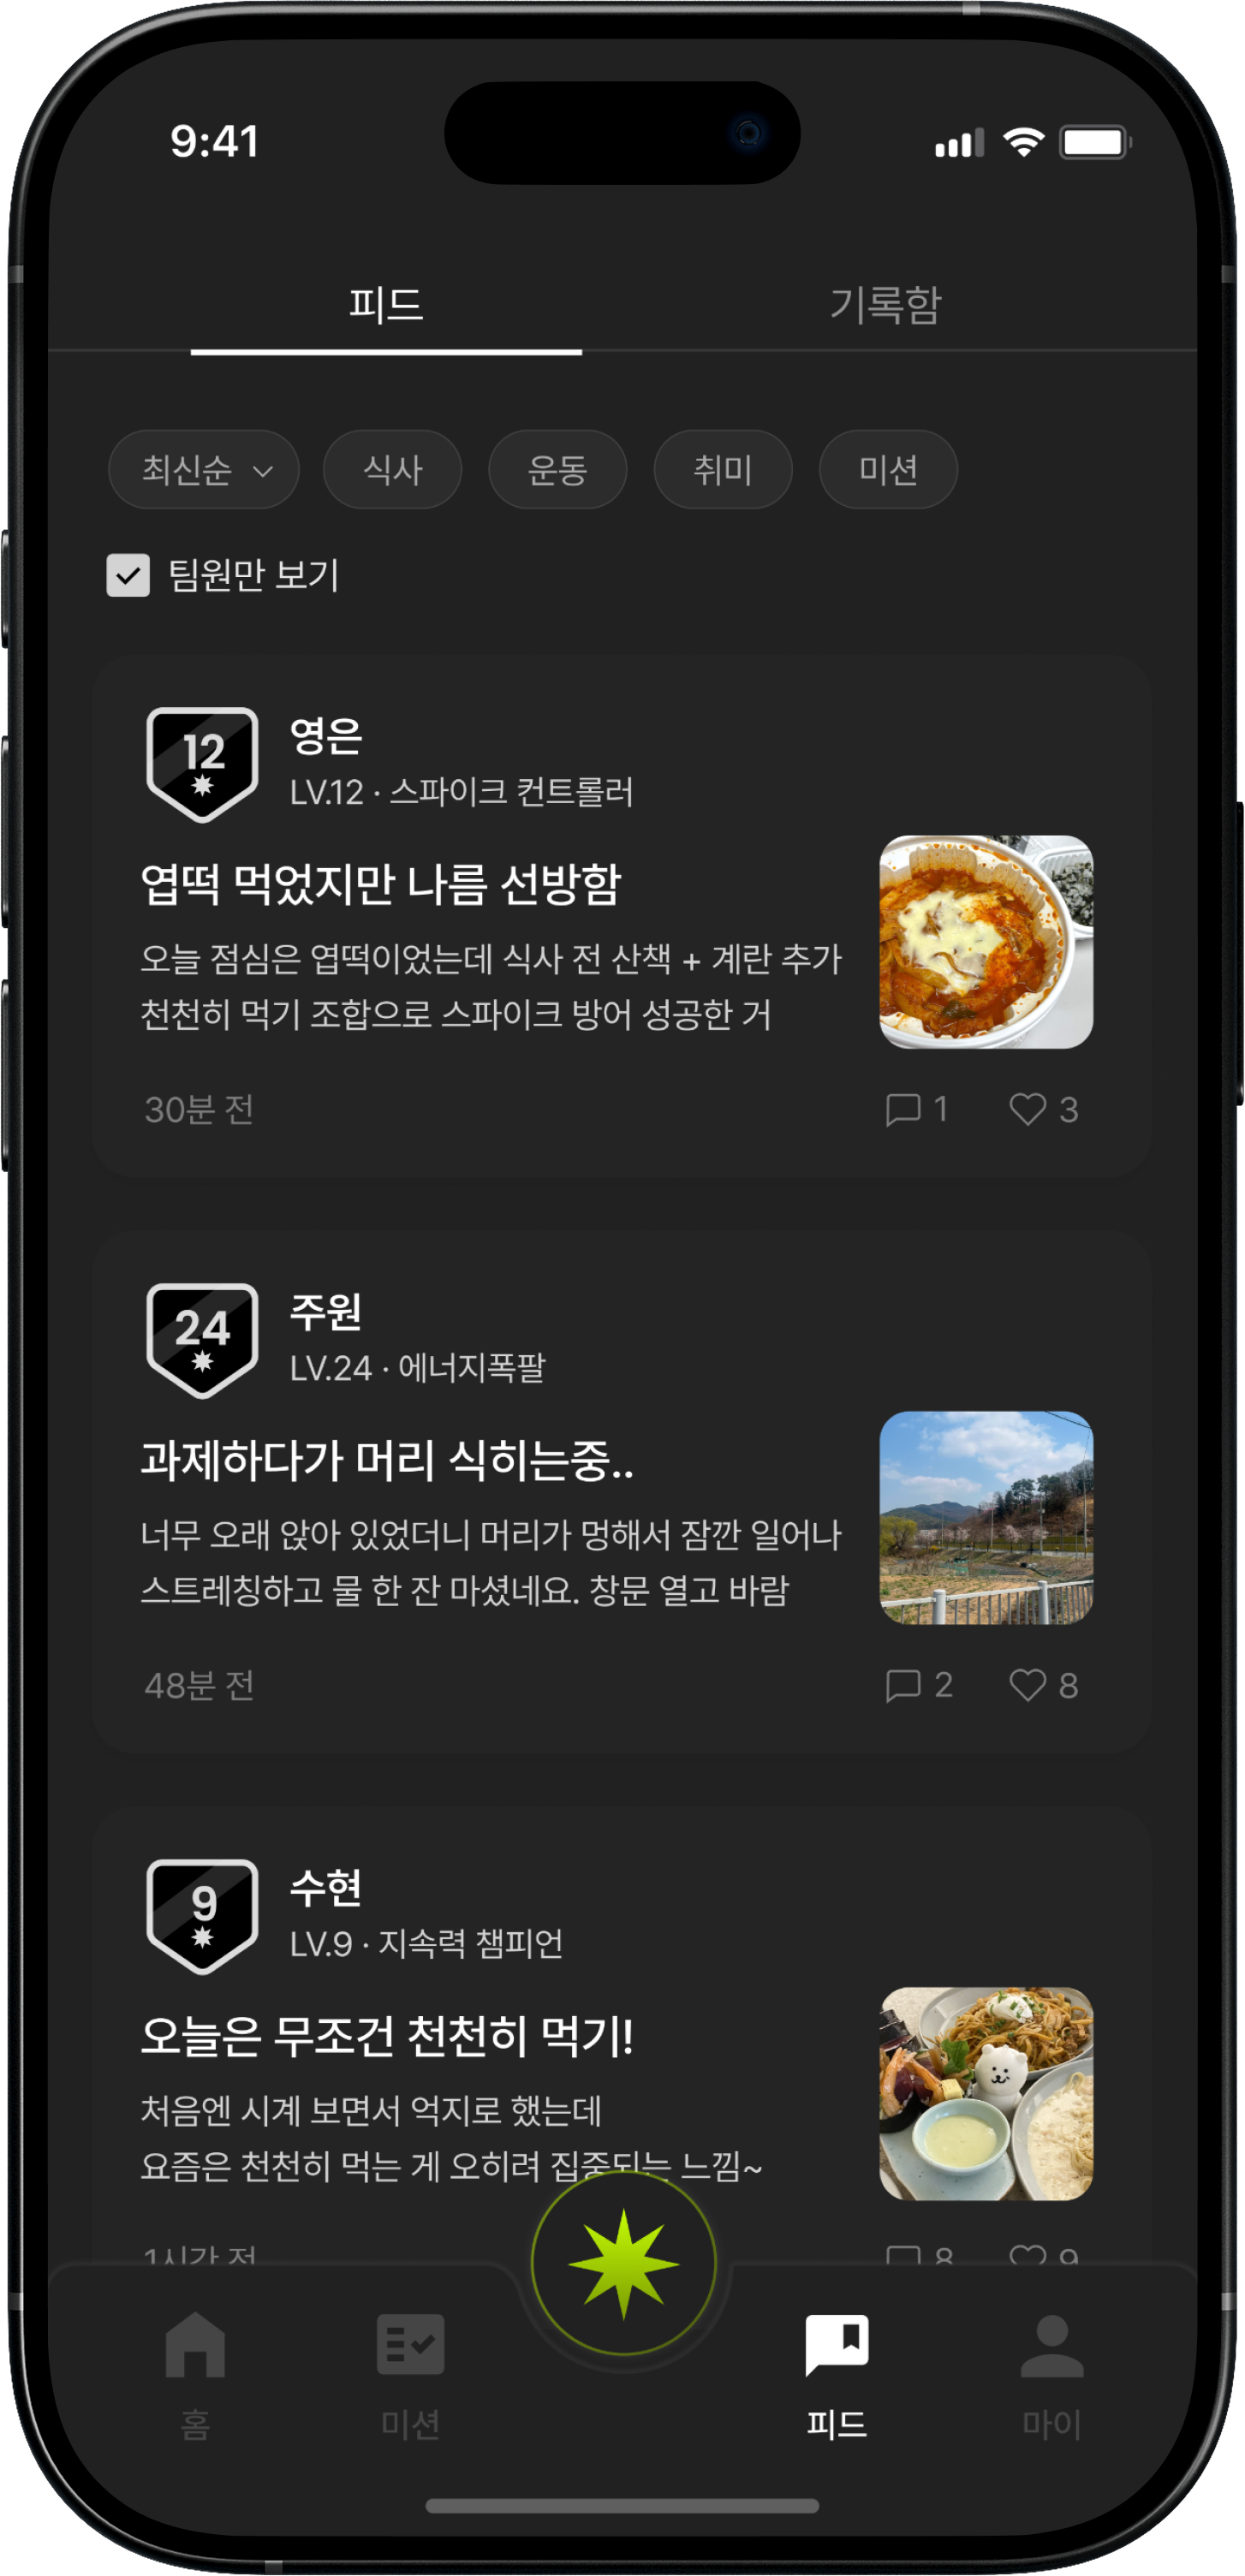 9:41
피드
기록함
최신순
식사
운동
취미
미션
팀원만 보기
12
영은
LV.12 · 스파이크 컨트롤러
엽떡 먹었지만 나름 선방함
오늘 점심은 엽떡이었는데 식사 전 산책 + 계란 추가
천천히 먹기 조합으로 스파이크 방어 성공한 거
30분 전
1
3
24
주원
LV.24 · 에너지폭팔
과제하다가 머리 식히는중..
너무 오래 앉아 있었더니 머리가 멍해서 잠깐 일어나
스트레칭하고 물 한 잔 마셨네요. 창문 열고 바람
48분 전
2
8
9
수현
LV.9 · 지속력 챔피언
오늘은 무조건 천천히 먹기!
처음엔 시계 보면서 억지로 했는데
요즘은 천천히 먹는 게 오히려 집중되는 느낌~
1시간 전
8
9
홈
미션
피드
마이